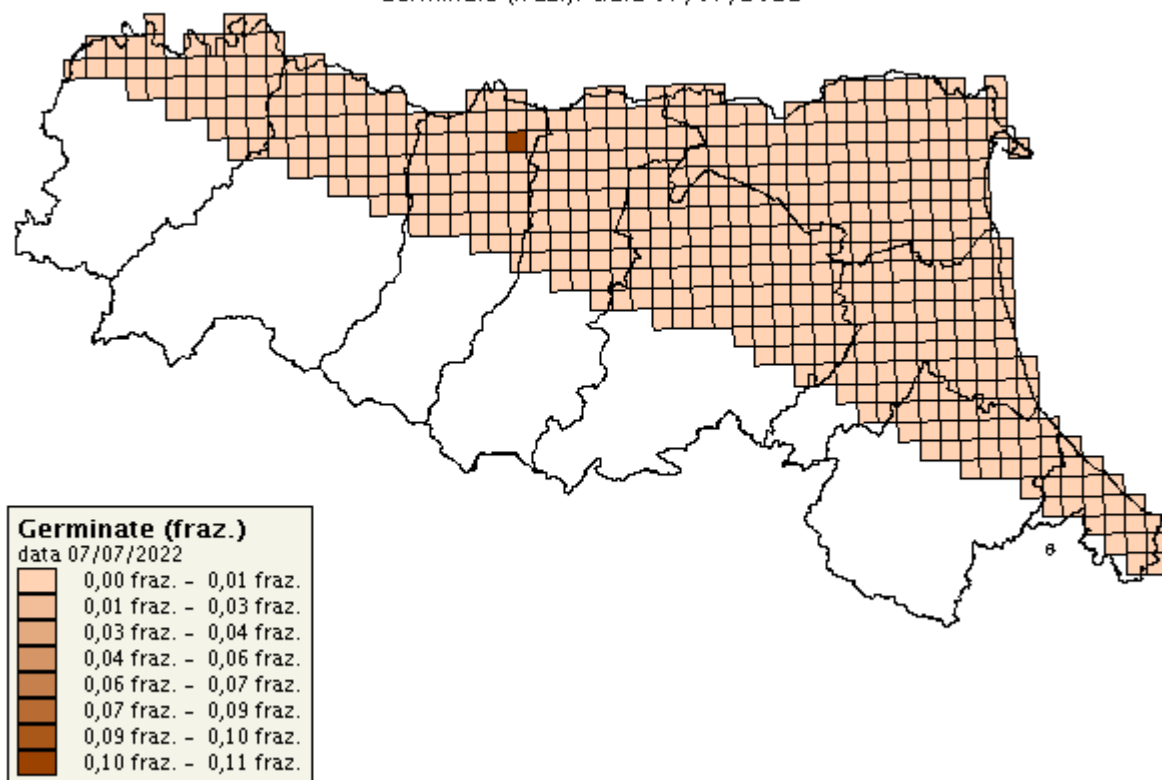 Germinate (fraz.)
data 07/07/2022
0,00 fraz. - 0,01 fraz.
0,01 fraz. - 0,03 fraz.
0,03 fraz. - 0,04 fraz.
0,04 fraz. - 0,06 fraz.
0,06 fraz. - 0,07 fraz.
0,07 fraz. - 0,09 fraz.
0,09 fraz. - 0,10 fraz.
0,10 fraz. - 0,11 fraz.